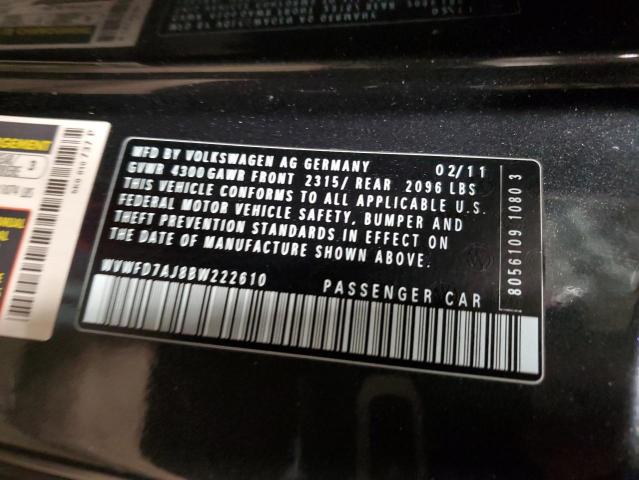 MFD BY VOLKSWAGEN AG GERMANY 02/11
GVWR 4300 GAWR FRONT 2315/ REAR 2096 LBS
THIS VEHICLE CONFORMS TO ALL APPLICABLE U.S.
FEDERAL MOTOR VEHICLE SAFETY, BUMPER AND
THEFT PREVENTION STANDARDS IN EFFECT ON
THE DATE OF MANUFACTURE SHOWN ABOVE.
WVWFD7AJ8BW222610 PASSENGER CAR
8056109 1080 3
3